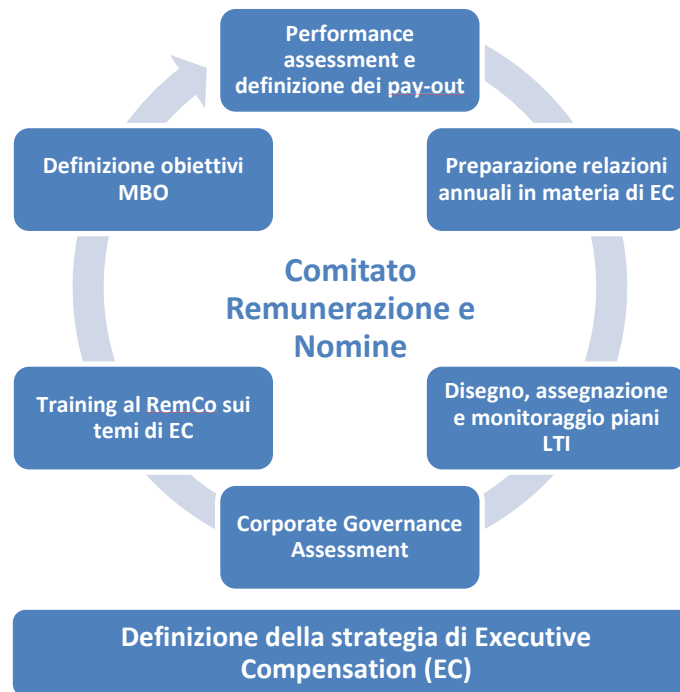 Performance
assessment e
definizione dei pay-out
Definizione obiettivi
MBO
Preparazione relazioni
annuali in materia di EC
Comitato
Remunerazione e
Nomine
Training al RemCo sui
temi di EC
Disegno, assegnazione
e monitoraggio piani
LTI
Corporate Governance
Assessment
Definizione della strategia di Executive
Compensation (EC)